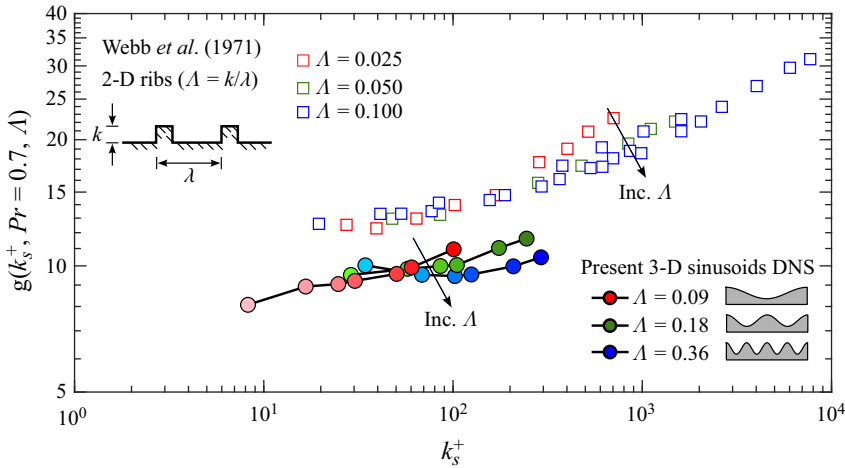 g(k_s^+, Pr = 0.7, Λ)
40
30
20
15
10
5
Webb et al. (1971)
2-D ribs (Λ = k/λ)
k
λ
Λ = 0.025
Λ = 0.050
Λ = 0.100
Inc. Λ
Inc. Λ
Present 3-D sinusoids DNS
Λ = 0.09
Λ = 0.18
Λ = 0.36
10^0 10^1 10^2 10^3 10^4
k_s^+